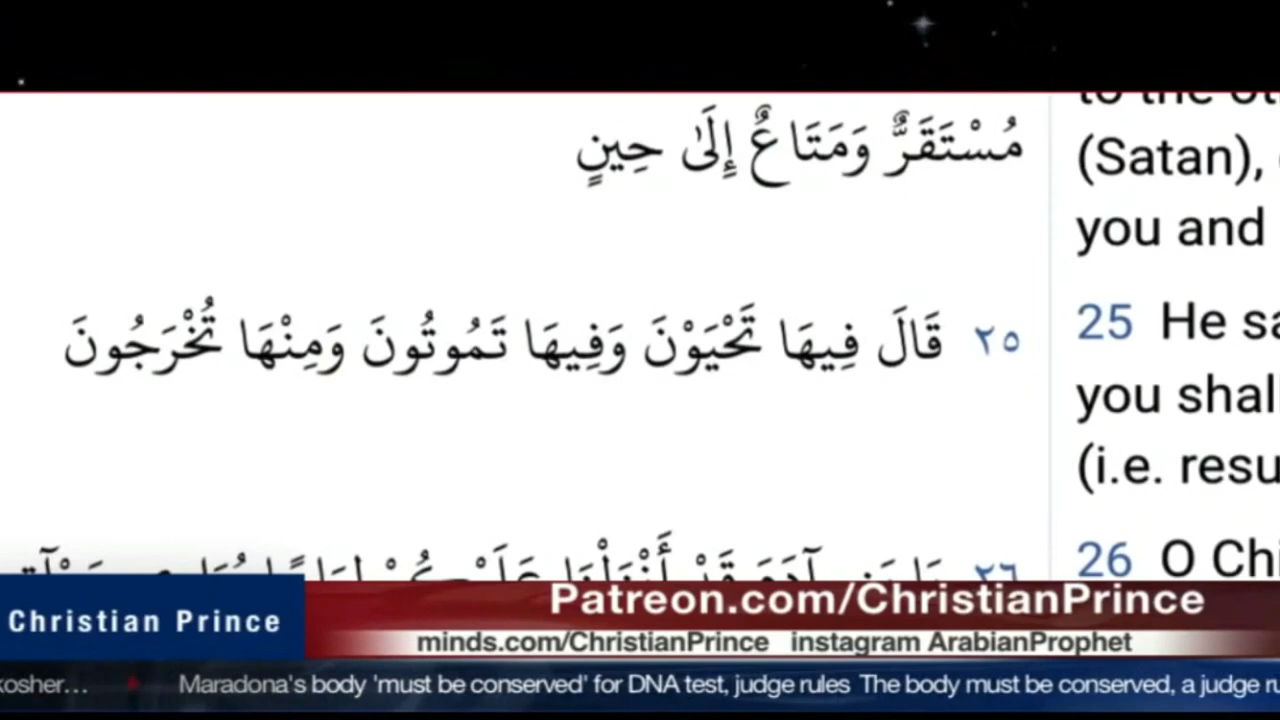 مُسْتَقَرٌّ وَمَتَاعٌ إِلَىٰ حِينٍ
(Satan),
you and
٢٥ قَالَ فِيهَا تَحْيَوْنَ وَفِيهَا تَمُوتُونَ وَمِنْهَا تُخْرَجُونَ
25 He sa
you shal
(i.e. resu
٢٦
26 O Chi
Christian Prince
Patreon.com/ChristianPrince
minds.com/ChristianPrince instagram ArabianProphet
kosher... Maradona's body 'must be conserved' for DNA test, judge rules The body must be conserved, a judge ru